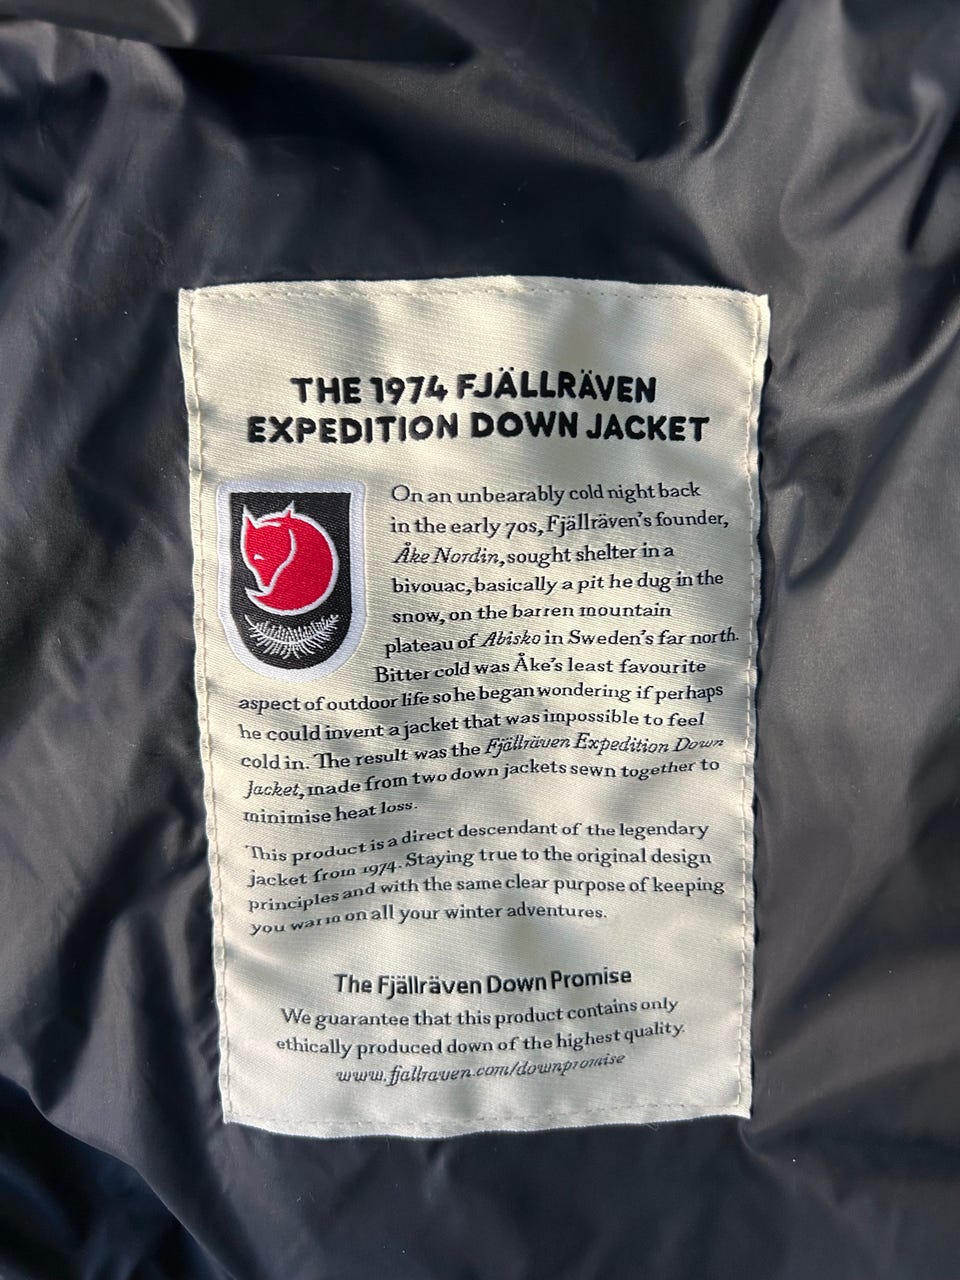 THE 1974 FJÄLLRÄVEN
EXPEDITION DOWN JACKET
On an unbearably cold night back
in the early 70s, Fjällräven's founder,
Åke Nordin, sought shelter in a
bivouac, basically a pit he dug in the
snow, on the barren mountain
plateau of Abisko in Sweden's far north.
Bitter cold was Åke's least favourite
aspect of outdoor life so he began wondering if perhaps
he could invent a jacket that was impossible to feel
cold in. The result was the Fjällräven Expedition Down
Jacket, made from two down jackets sewn together to
minimise heat loss.
This product is a direct descendant of the legendary
jacket from 1974. Staying true to the original design
principles and with the same clear purpose of keeping
you warm on all your winter adventures.
The Fjällräven Down Promise
We guarantee that this product contains only
ethically produced down of the highest quality.
www.fjallraven.com/downpromise